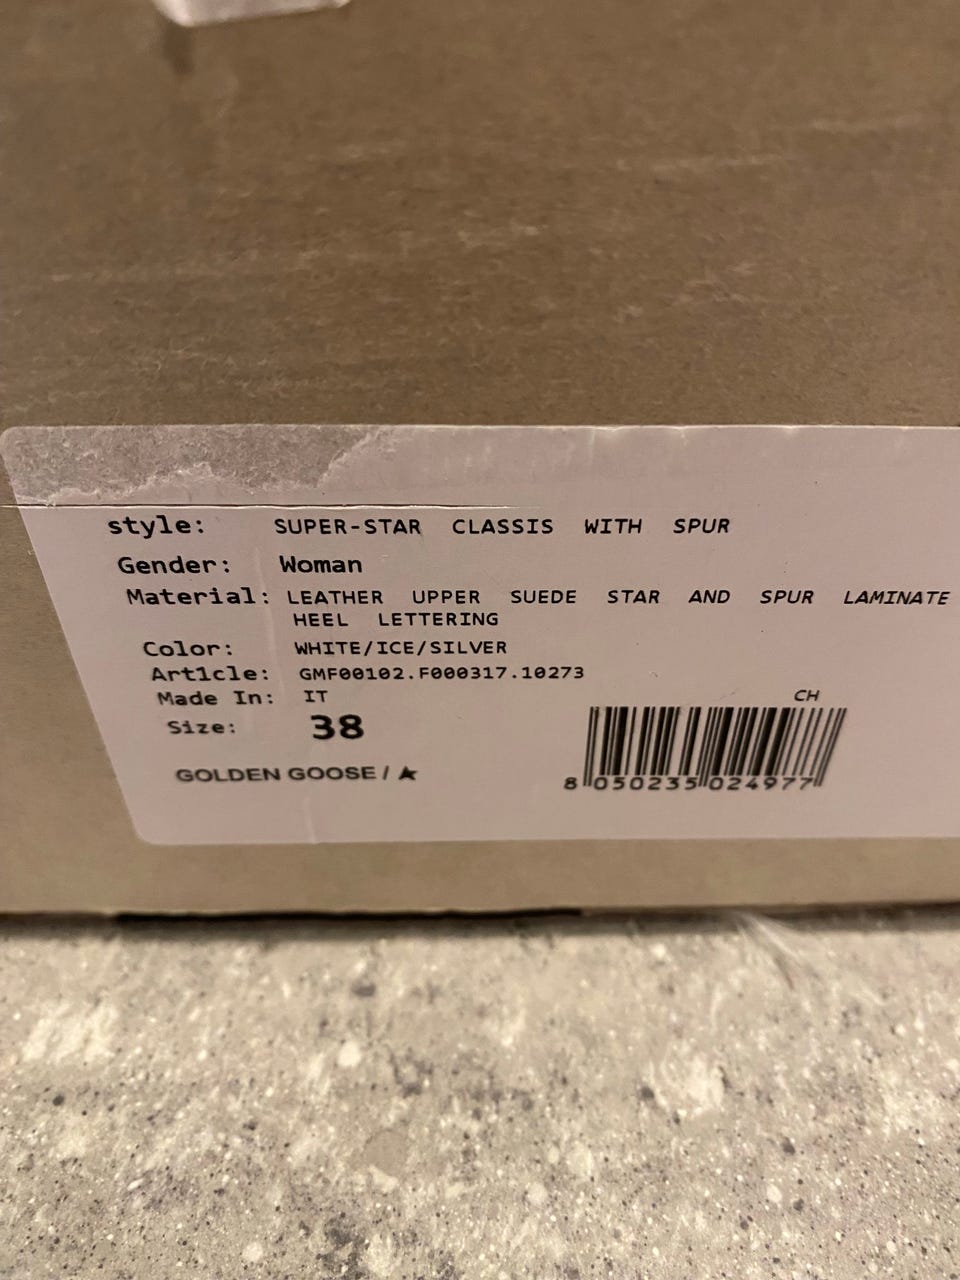 style: SUPER-STAR CLASSIS WITH SPUR
Gender: Woman
Material: LEATHER UPPER SUEDE STAR AND SPUR LAMINATE
HEEL LETTERING
Color: WHITE/ICE/SILVER
Art1cle: GMF00102.F000317.10273
Made In: IT
CH
Size: 38
GOLDEN GOOSE /
8 050235 024977